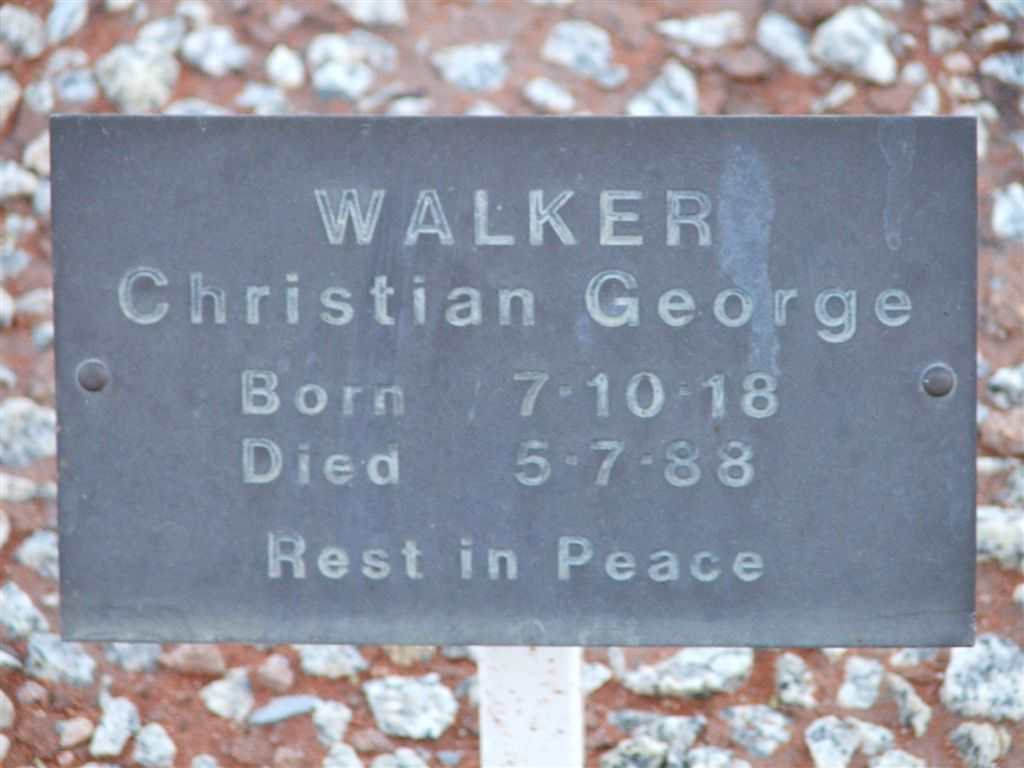 WALKER
Christian George
Born 7·10·18
Died 5·7·88
Rest in Peace